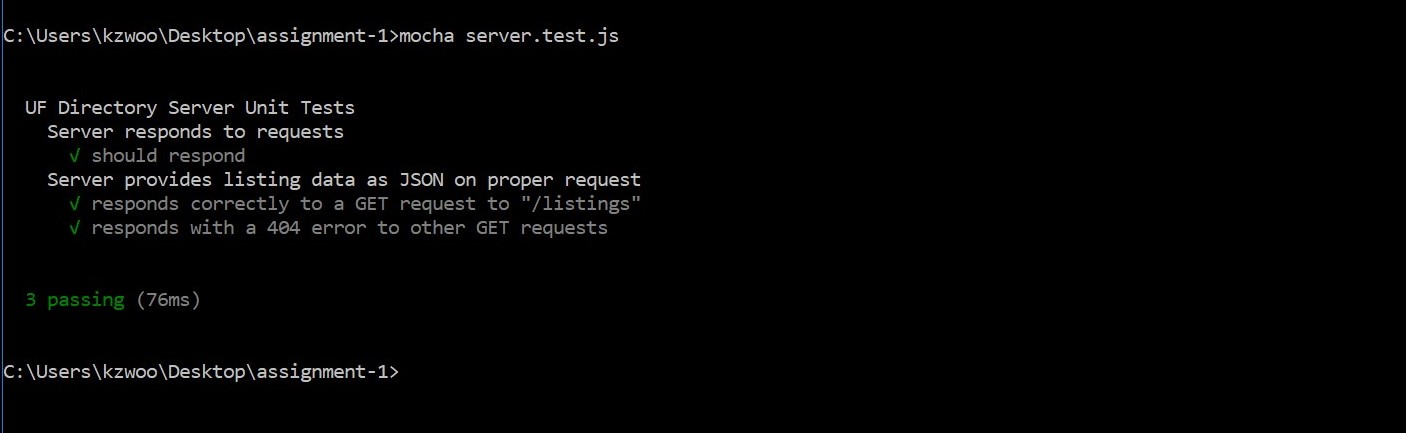 C:\Users\kzwoo\Desktop\assignment-1>mocha server.test.js
UF Directory Server Unit Tests
Server responds to requests
√ should respond
Server provides listing data as JSON on proper request
√ responds correctly to a GET request to "/listings"
√ responds with a 404 error to other GET requests
3 passing (76ms)
C:\Users\kzwoo\Desktop\assignment-1>